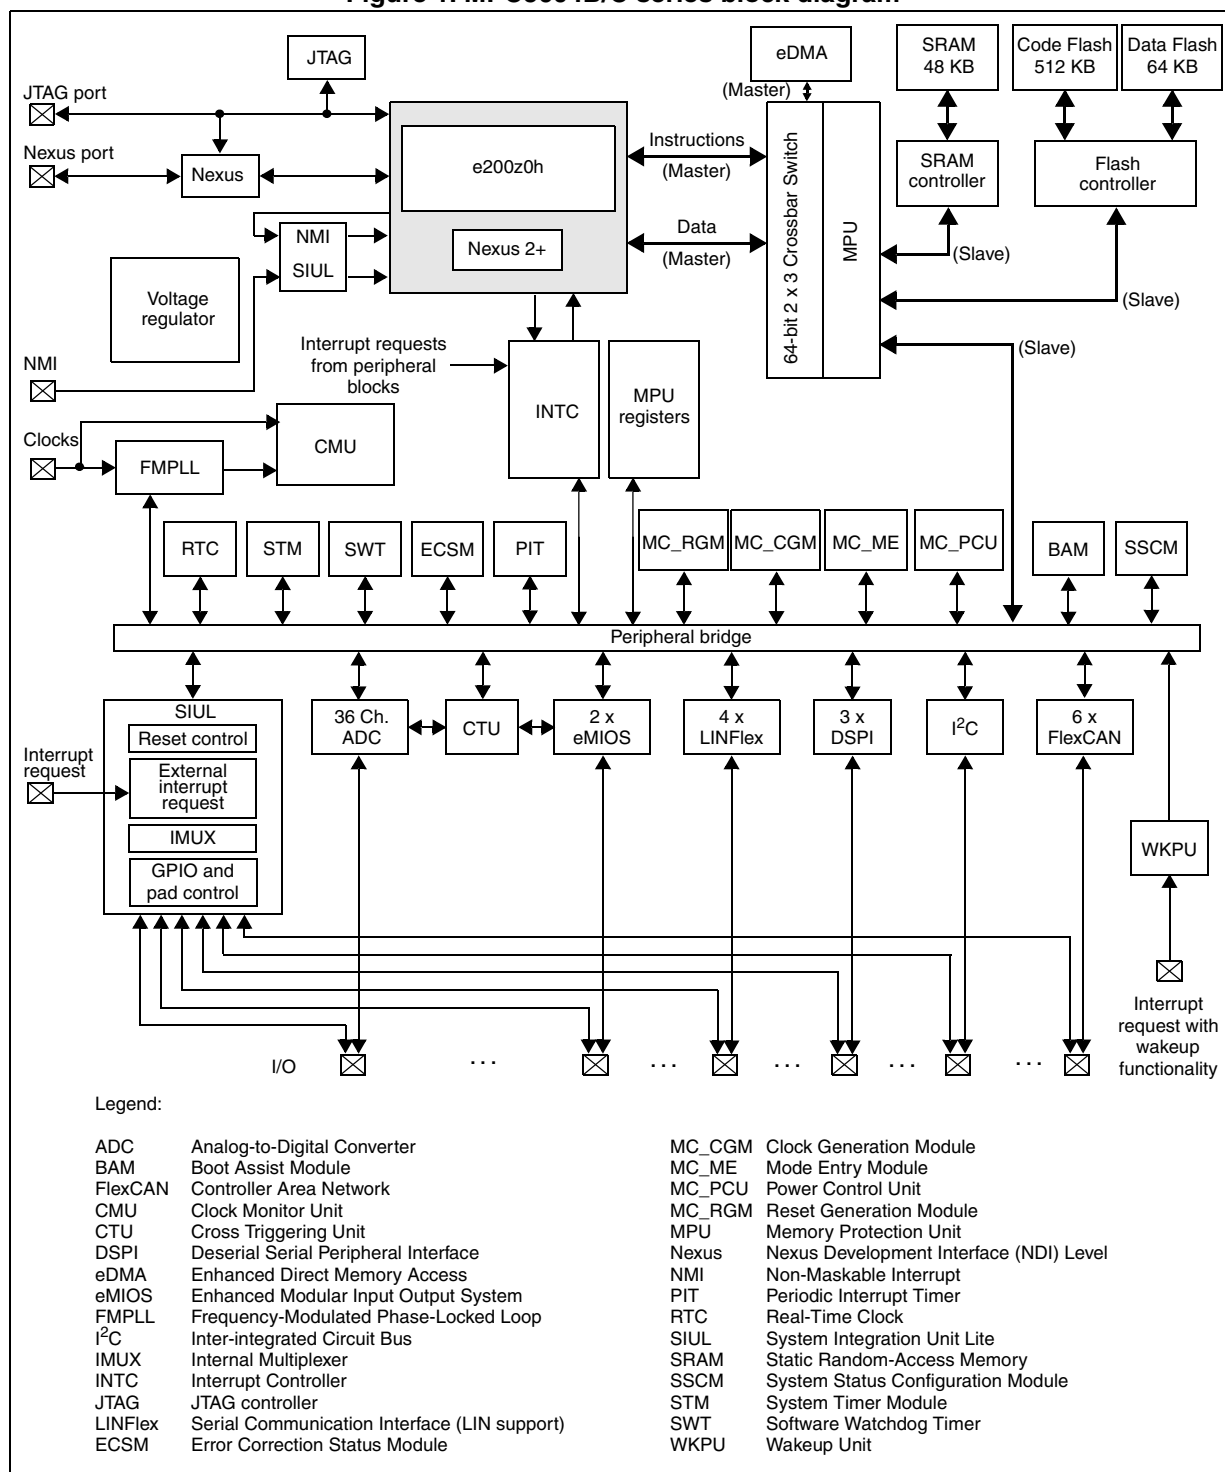 Figure 1. series block diagram
JTAG
eDMA
(Master)
SRAM
48 KB
Code Flash
512 KB
Data Flash
64 KB
JTAG port
Nexus port
Nexus
e200z0h
Nexus 2+
Instructions
(Master)
Data
(Master)
64-bit 2 x 3 Crossbar Switch
MPU
SRAM
controller
Flash
controller
(Slave)
(Slave)
(Slave)
NMI
SIUL
Voltage
regulator
NMI
Interrupt requests
from peripheral
blocks
INTC
MPU
registers
Clocks
FMPLL
CMU
RTC
STM
SWT
ECSM
PIT
MC_RGM
MC_CGM
MC_ME
MC_PCU
BAM
SSCM
Peripheral bridge
SIUL
Reset control
External
interrupt
request
IMUX
GPIO and
pad control
Interrupt
request
36 Ch.
ADC
CTU
2 x
eMIOS
4 x
LINFlex
3 x
DSPI
I²C
6 x
FlexCAN
WKPU
Interrupt
request with
wakeup
functionality
I/O
. . .
. . .
. . .
. . .
. . .
Legend:
ADC Analog-to-Digital Converter
BAM Boot Assist Module
FlexCAN Controller Area Network
CMU Clock Monitor Unit
CTU Cross Triggering Unit
DSPI Deserial Serial Peripheral Interface
eDMA Enhanced Direct Memory Access
eMIOS Enhanced Modular Input Output System
FMPLL Frequency-Modulated Phase-Locked Loop
I²C Inter-integrated Circuit Bus
IMUX Internal Multiplexer
INTC Interrupt Controller
JTAG JTAG controller
LINFlex Serial Communication Interface (LIN support)
ECSM Error Correction Status Module
MC_CGM Clock Generation Module
MC_ME Mode Entry Module
MC_PCU Power Control Unit
MC_RGM Reset Generation Module
MPU Memory Protection Unit
Nexus Nexus Development Interface (NDI) Level
NMI Non-Maskable Interrupt
PIT Periodic Interrupt Timer
RTC Real-Time Clock
SIUL System Integration Unit Lite
SRAM Static Random-Access Memory
SSCM System Status Configuration Module
STM System Timer Module
SWT Software Watchdog Timer
WKPU Wakeup Unit